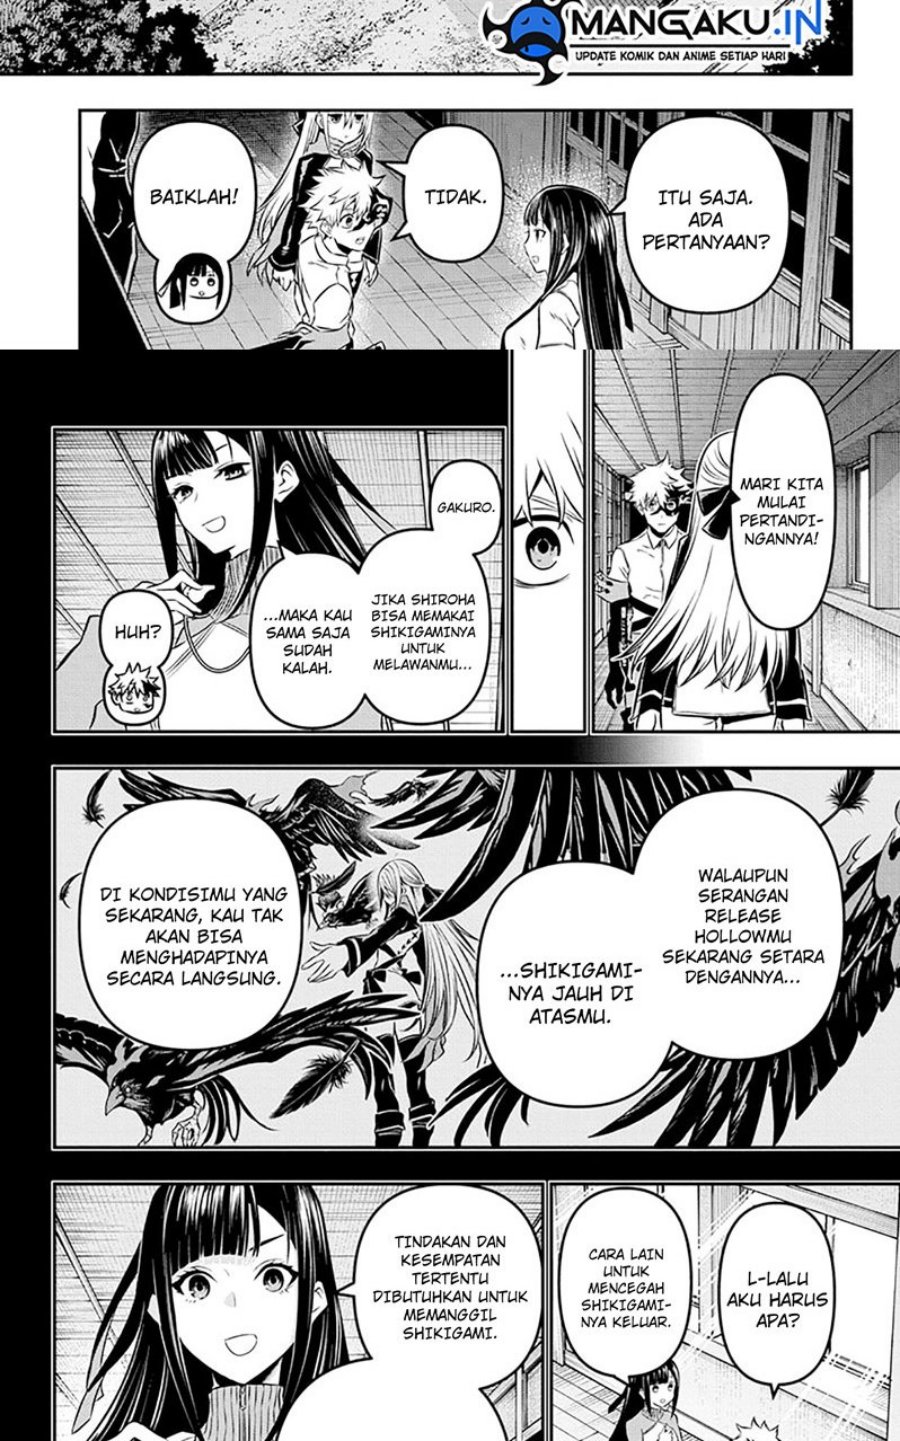 MANGAKU.IN
UPDATE KOMIK DAN ANIME SETIAP HARI
ITU SAJA.
ADA
PERTANYAAN?
TIDAK.
BAIKLAH!
MARI KITA
MULAI
PERTANDI-
NGANNYA!
GAKURO.
JIKA SHIROHA
BISA MEMAKAI
SHIKIGAMINYA
UNTUK
MELAWANMU...
...MAKA KAU
SAMA SAJA
SUDAH
KALAH.
HUH?
WALAUPUN
SERANGAN
RELEASE
HOLLOWMU
SEKARANG SETARA
DENGANNYA...
...SHIKIGAMI-
NYA JAUH DI
ATASMU.
DI KONDISIMU YANG
SEKARANG, KAU TAK
AKAN BISA
MENGHADAPINYA
SECARA LANGSUNG.
L-LALU
AKU HARUS
APA?
CARA LAIN
UNTUK
MENCEGAH
SHIKIGAMI-
NYA KELUAR.
TINDAKAN DAN
KESEMPATAN
TERTENTU
DIBUTUHKAN UNTUK
MEMANGGIL
SHIKIGAMI.